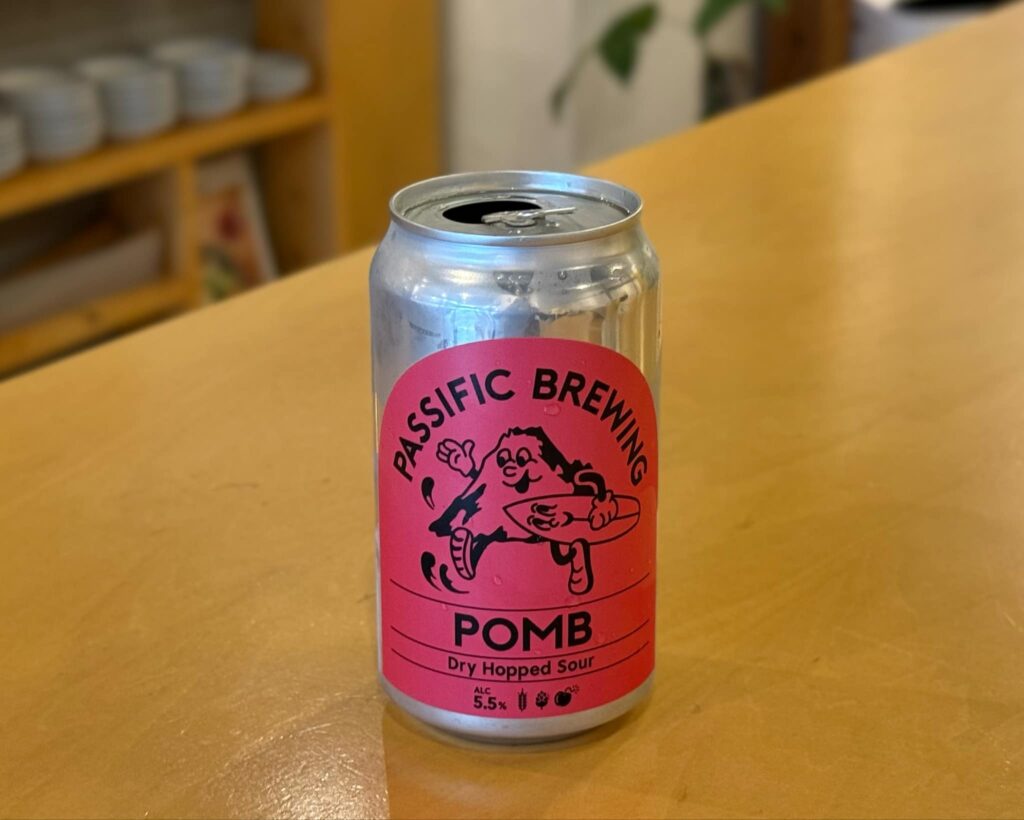 PASSIFIC BREWING
POMB
Dry Hopped Sour
ALC
5.5%